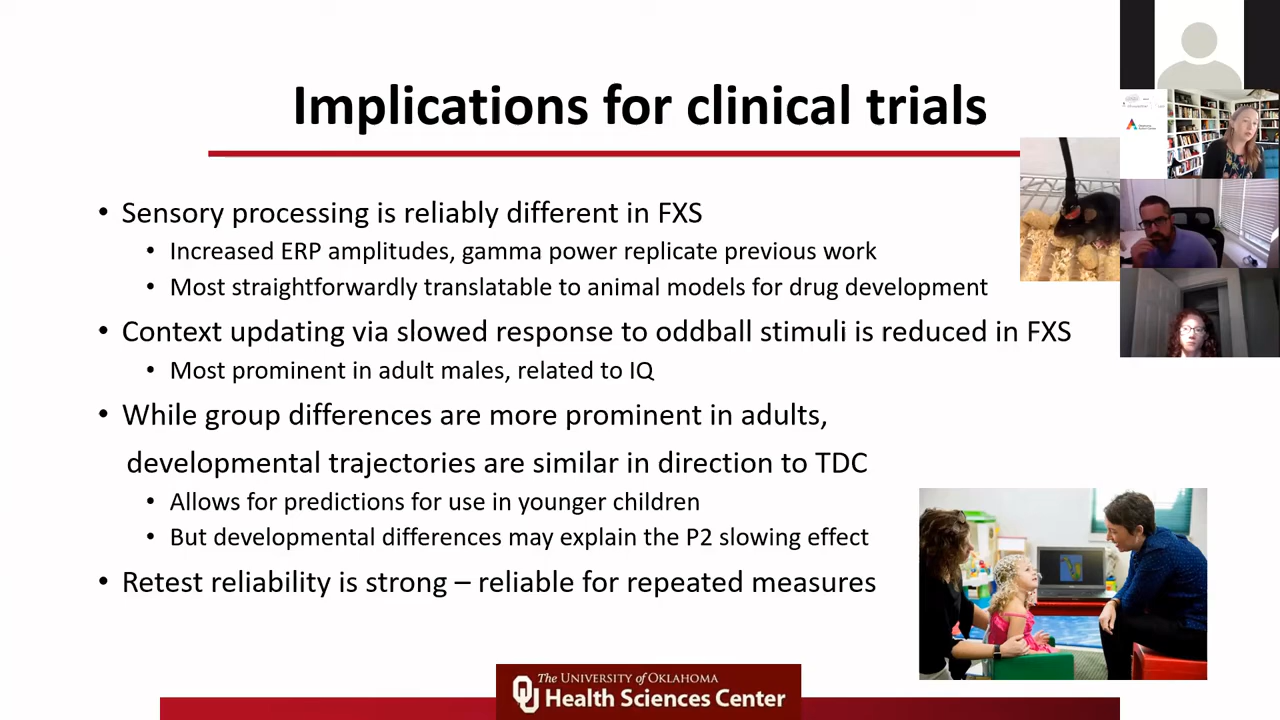 Implications for clinical trials
• Sensory processing is reliably different in FXS
• Increased ERP amplitudes, gamma power replicate previous work
• Most straightforwardly translatable to animal models for drug development
• Context updating via slowed response to oddball stimuli is reduced in FXS
• Most prominent in adult males, related to IQ
• While group differences are more prominent in adults,
developmental trajectories are similar in direction to TDC
• Allows for predictions for use in younger children
• But developmental differences may explain the P2 slowing effect
• Retest reliability is strong – reliable for repeated measures
The UNIVERSITY of OKLAHOMA
Health Sciences Center